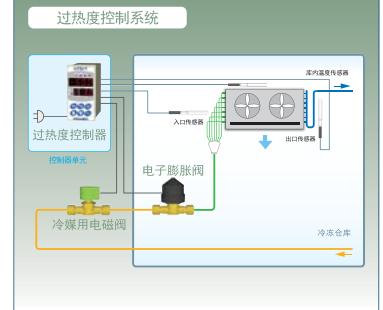 过热度控制系统
库内温度传感器
入口传感器
过热度控制器
出口传感器
控制器单元
电子膨胀阀
冷媒用电磁阀
冷冻仓库